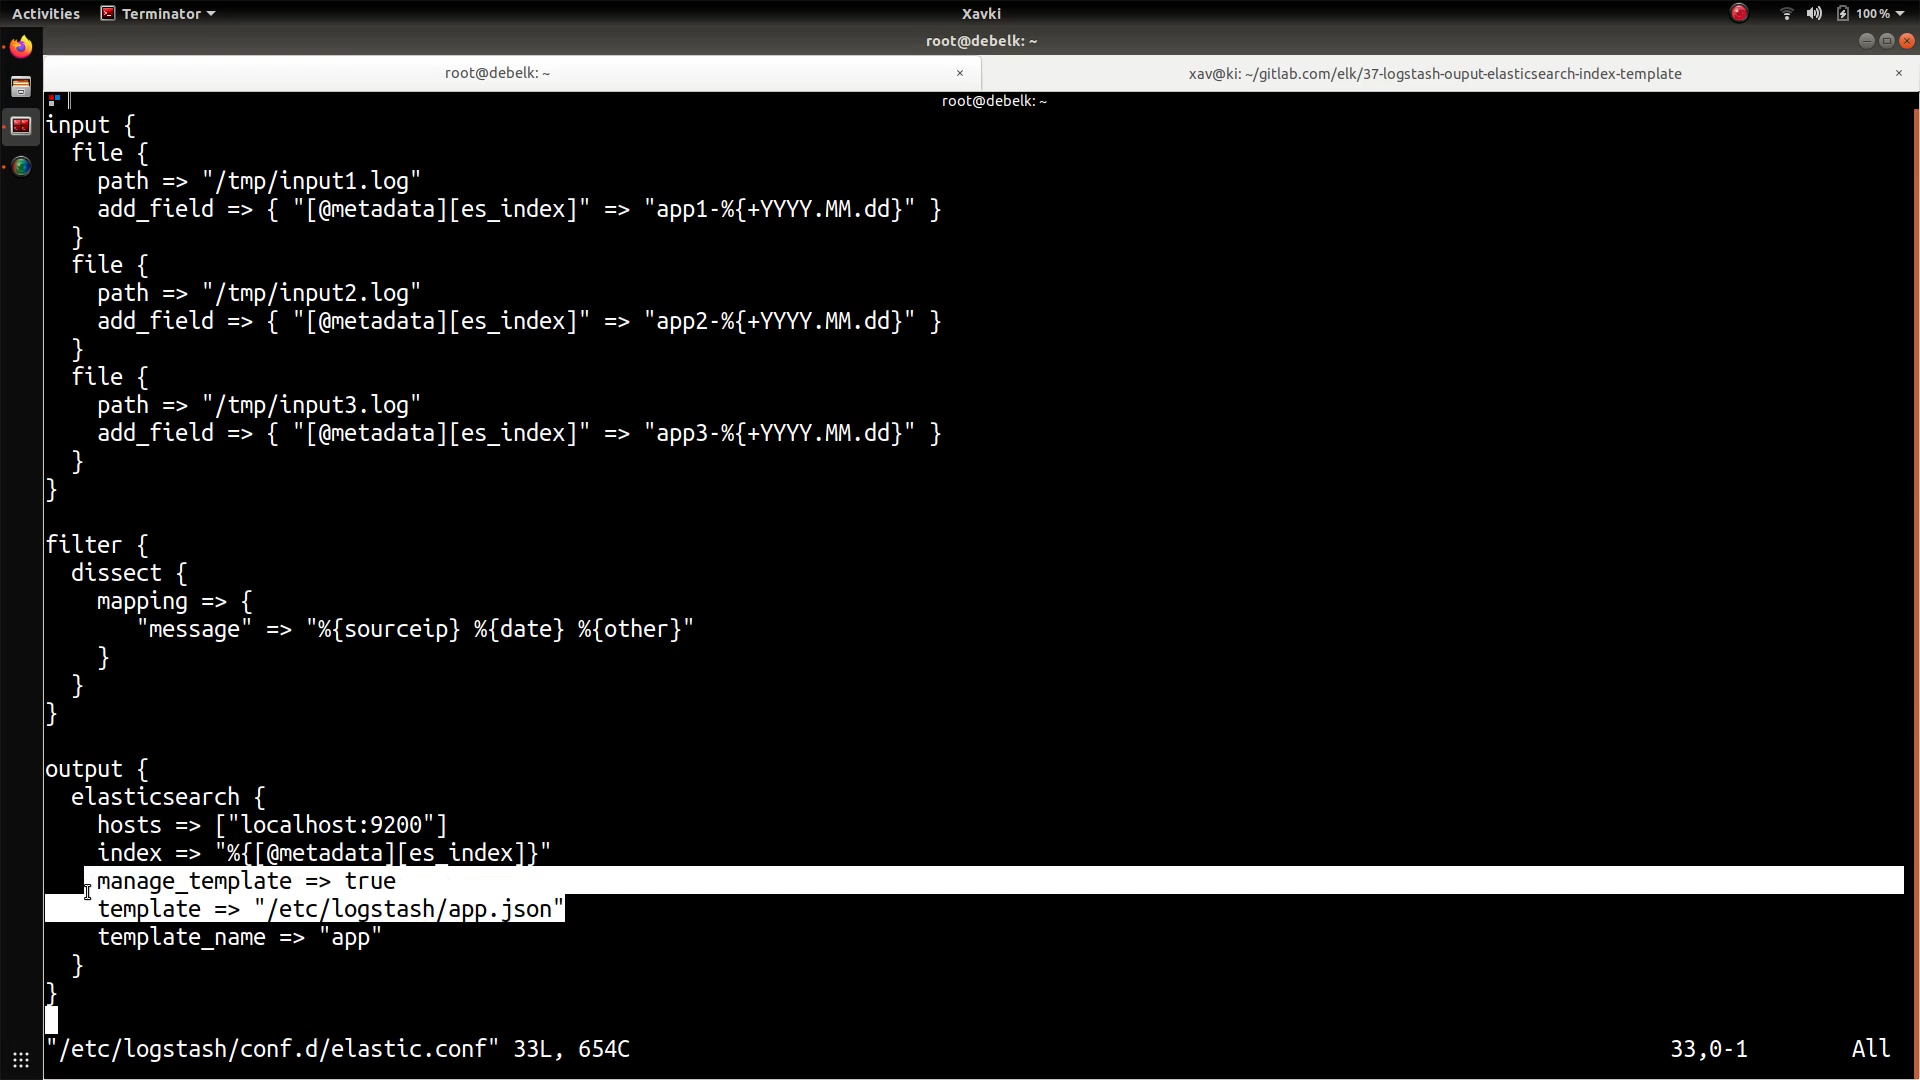 Activities Terminator Xavki 100 %
root@debelk: ~
root@debelk: ~ × xav@ki: ~/gitlab.com/elk/37-logstash-ouput-elasticsearch-index-template ×
root@debelk: ~
input {
  file {
    path => "/tmp/input1.log"
    add_field => { "[@metadata][es_index]" => "app1-%{+YYYY.MM.dd}" }
  }
  file {
    path => "/tmp/input2.log"
    add_field => { "[@metadata][es_index]" => "app2-%{+YYYY.MM.dd}" }
  }
  file {
    path => "/tmp/input3.log"
    add_field => { "[@metadata][es_index]" => "app3-%{+YYYY.MM.dd}" }
  }
}

filter {
  dissect {
    mapping => {
       "message" => "%{sourceip} %{date} %{other}"
    }
  }
}

output {
  elasticsearch {
    hosts => ["localhost:9200"]
    index => "%{[@metadata][es_index]}"
    manage_template => true
    template => "/etc/logstash/app.json"
    template_name => "app"
  }
}
"/etc/logstash/conf.d/elastic.conf" 33L, 654C 33,0-1 All